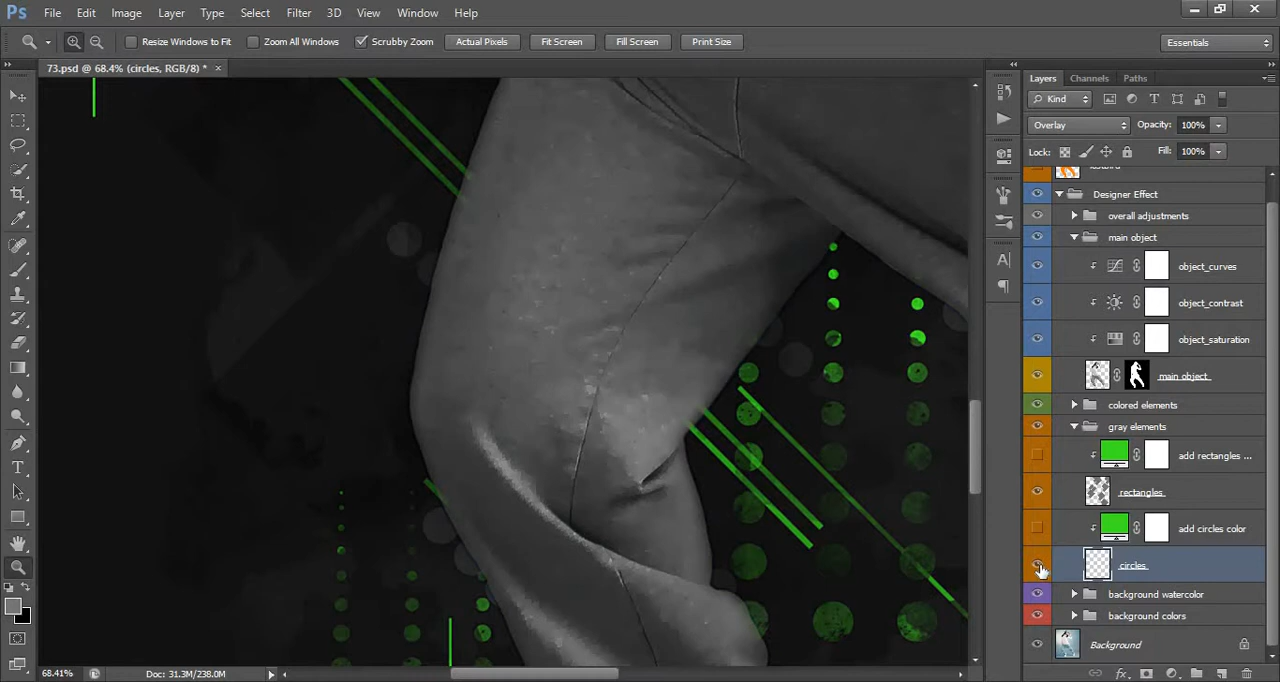 Ps File Edit Image Layer Type Select Filter 3D View Window Help
Resize Windows to Fit Zoom All Windows Scrubby Zoom Actual Pixels Fit Screen Fill Screen Print Size Essentials
73.psd @ 68.4% (circles, RGB/8) * ×
Layers Channels Paths
Kind
Overlay Opacity: 100%
Lock: Fill: 100%
Designer Effect
overall adjustments
main object
object_curves
object_contrast
object_saturation
main object
colored elements
gray elements
add rectangles ...
rectangles
add circles color
circles
background watercolor
background colors
Background
68.41% Doc: 31.3M/238.0M